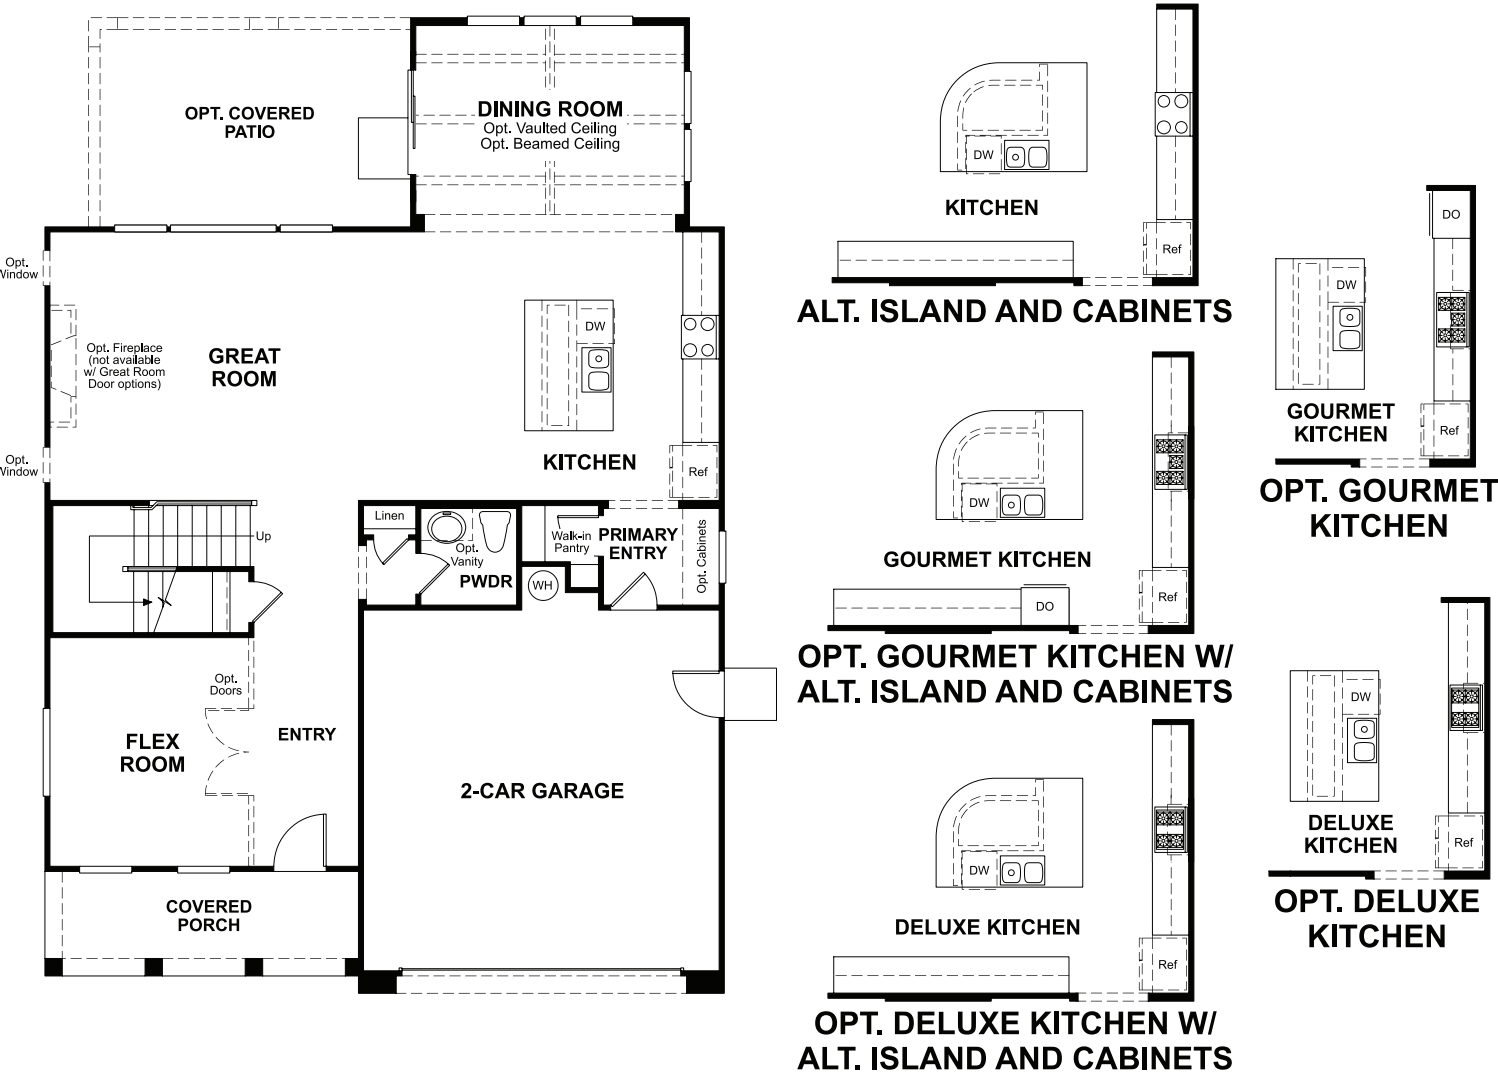 OPT. COVERED
PATIO
DINING ROOM
Opt. Vaulted Ceiling
Opt. Beamed Ceiling
Opt.
Window
Opt. Fireplace
(not available
w/ Great Room
Door options)
Opt.
Window
GREAT
ROOM
DW
KITCHEN
Ref
Up
Linen
Opt.
Vanity
PWDR
Walk-in
Pantry
PRIMARY
ENTRY
Opt. Cabinets
WH
Opt.
Doors
FLEX
ROOM
ENTRY
2-CAR GARAGE
COVERED
PORCH
DW
KITCHEN
Ref
ALT. ISLAND AND CABINETS
DW
GOURMET KITCHEN
Ref
DO
OPT. GOURMET KITCHEN W/
ALT. ISLAND AND CABINETS
DW
DELUXE KITCHEN
Ref
OPT. DELUXE KITCHEN W/
ALT. ISLAND AND CABINETS
DO
DW
GOURMET
KITCHEN
Ref
OPT. GOURMET
KITCHEN
DW
DELUXE
KITCHEN
Ref
OPT. DELUXE
KITCHEN